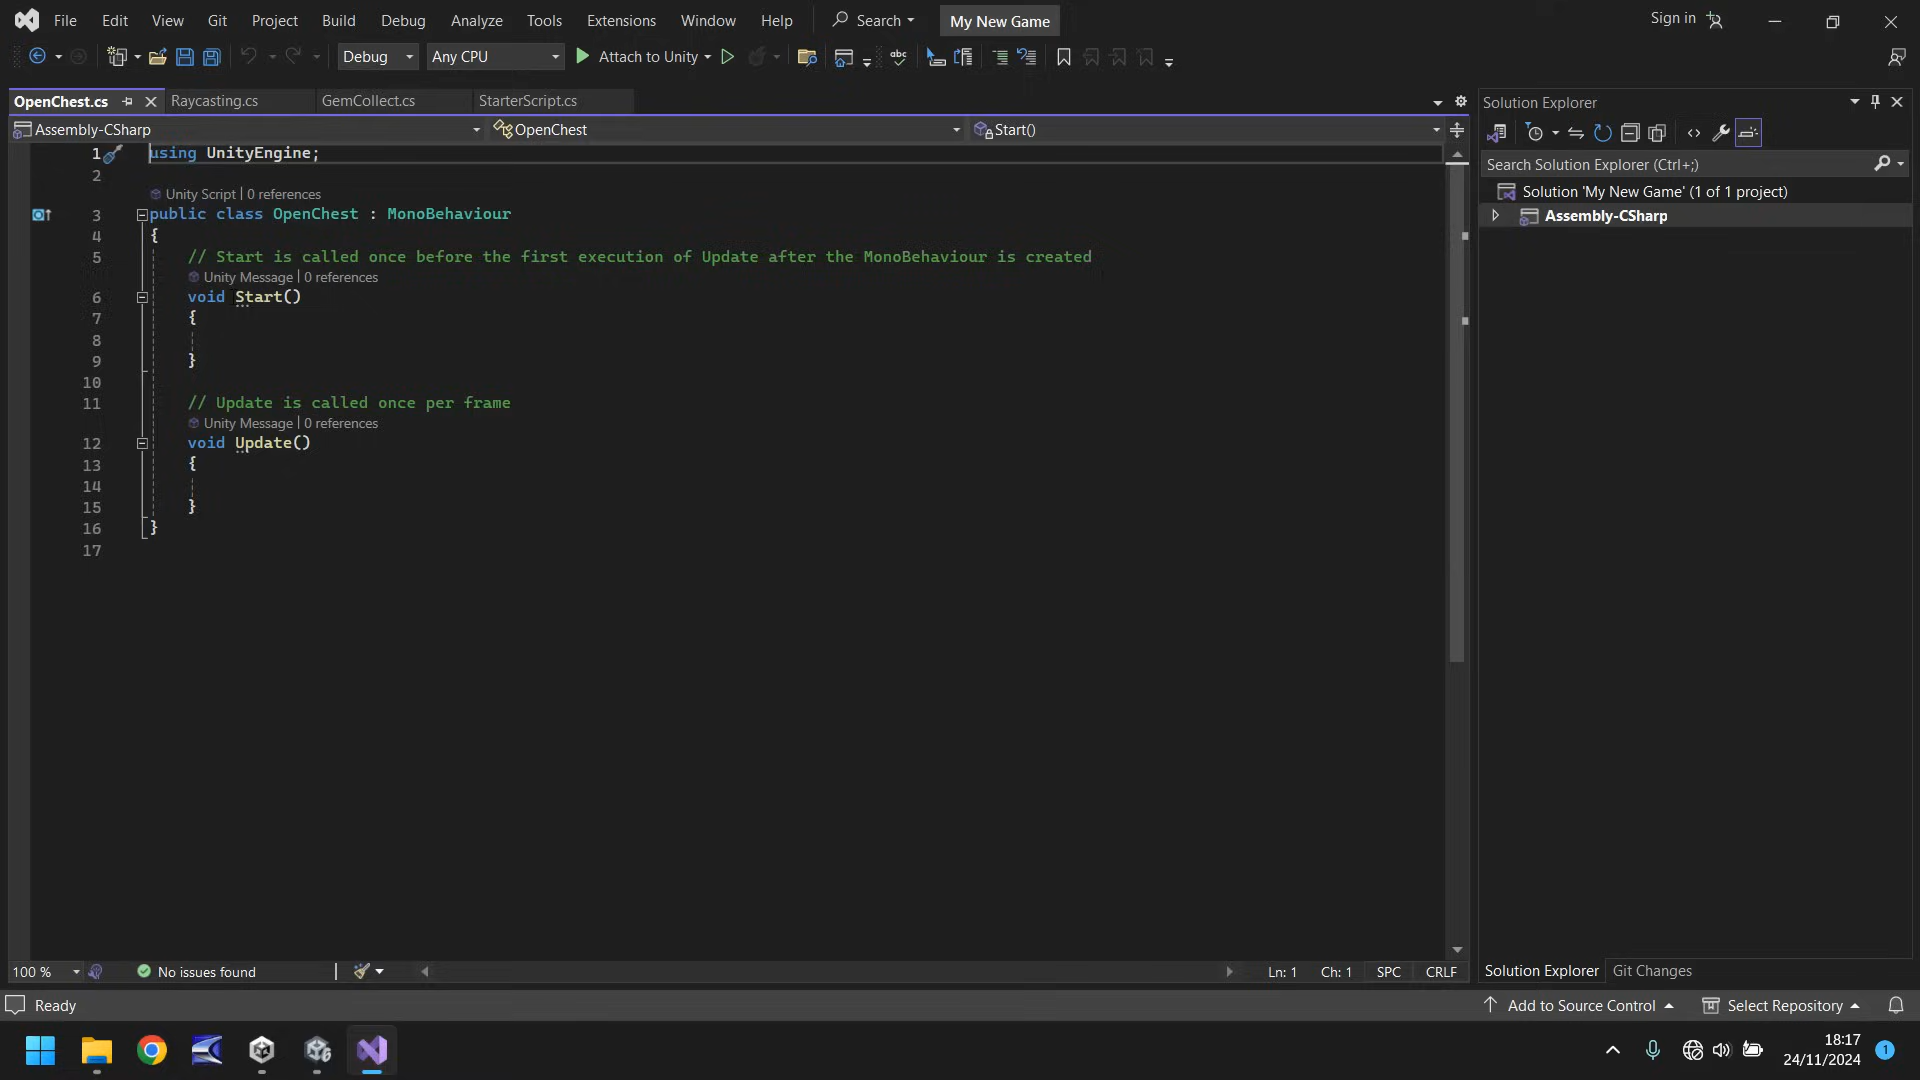 File Edit View Git Project Build Debug Analyze Tools Extensions Window Help Search My New Game Sign in
Debug Any CPU Attach to Unity abc
OpenChest.cs Raycasting.cs GemCollect.cs StarterScript.cs
Assembly-CSharp OpenChest Start()
1 using UnityEngine;
2
Unity Script | 0 references
3 public class OpenChest : MonoBehaviour
4 {
5 // Start is called once before the first execution of Update after the MonoBehaviour is created
Unity Message | 0 references
6 void Start()
7 {
8
9 }
10
11 // Update is called once per frame
Unity Message | 0 references
12 void Update()
13 {
14
15 }
16 }
17
100 % No issues found Ln: 1 Ch: 1 SPC CRLF
Solution Explorer
Search Solution Explorer (Ctrl+;)
Solution 'My New Game' (1 of 1 project)
Assembly-CSharp
Solution Explorer Git Changes
Ready Add to Source Control Select Repository
18:17
24/11/2024
1